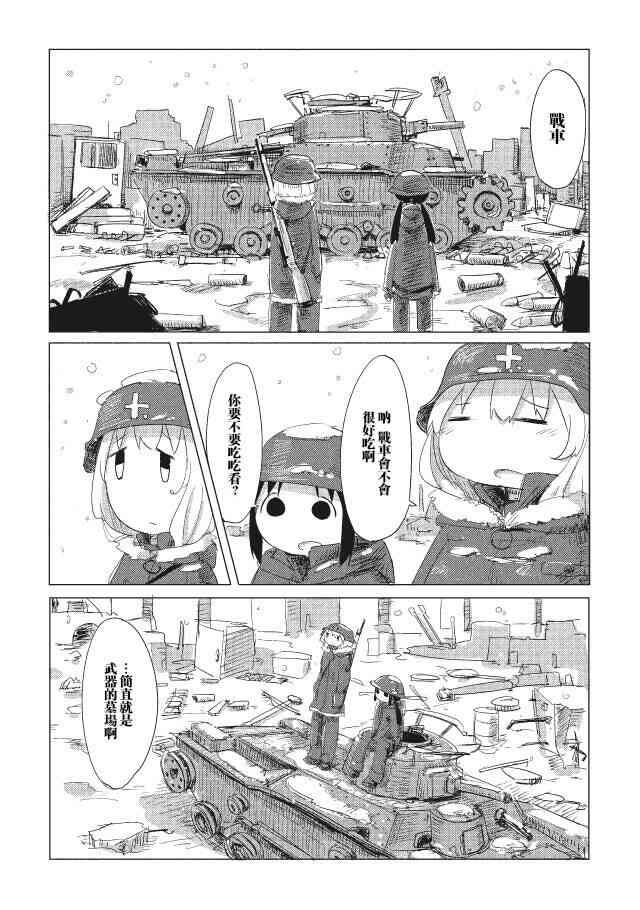 戰車
吶 戰車會不會
很好吃啊
你要不要吃吃看?
…簡直就是
武器的墓場啊